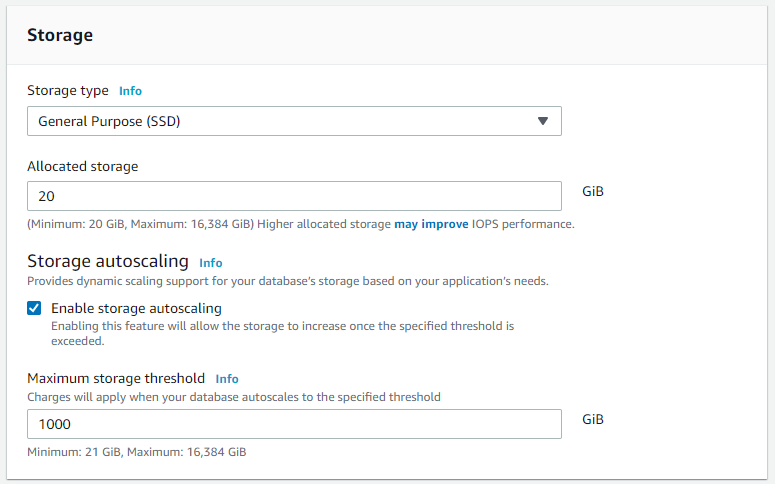 Storage
Storage type Info
General Purpose (SSD)
Allocated storage
20
GiB
(Minimum: 20 GiB, Maximum: 16,384 GiB) Higher allocated storage may improve IOPS performance.
Storage autoscaling Info
Provides dynamic scaling support for your database's storage based on your application's needs.
Enable storage autoscaling
Enabling this feature will allow the storage to increase once the specified threshold is
exceeded.
Maximum storage threshold Info
Charges will apply when your database autoscales to the specified threshold
1000
GiB
Minimum: 21 GiB, Maximum: 16,384 GiB